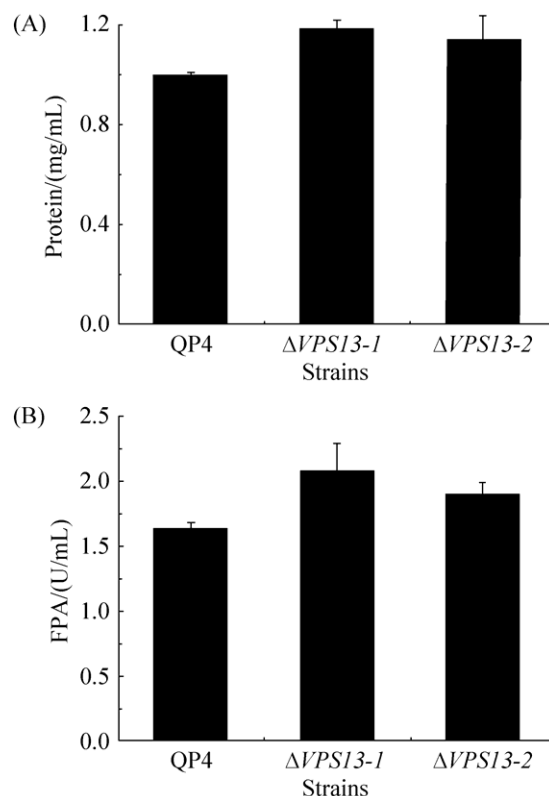 (A)
Protein/(mg/mL)
1.2
0.8
0.4
0.0
QP4 ΔVPS13-1 ΔVPS13-2
Strains
(B)
FPA/(U/mL)
2.5
2.0
1.5
1.0
0.5
0.0
QP4 ΔVPS13-1 ΔVPS13-2
Strains